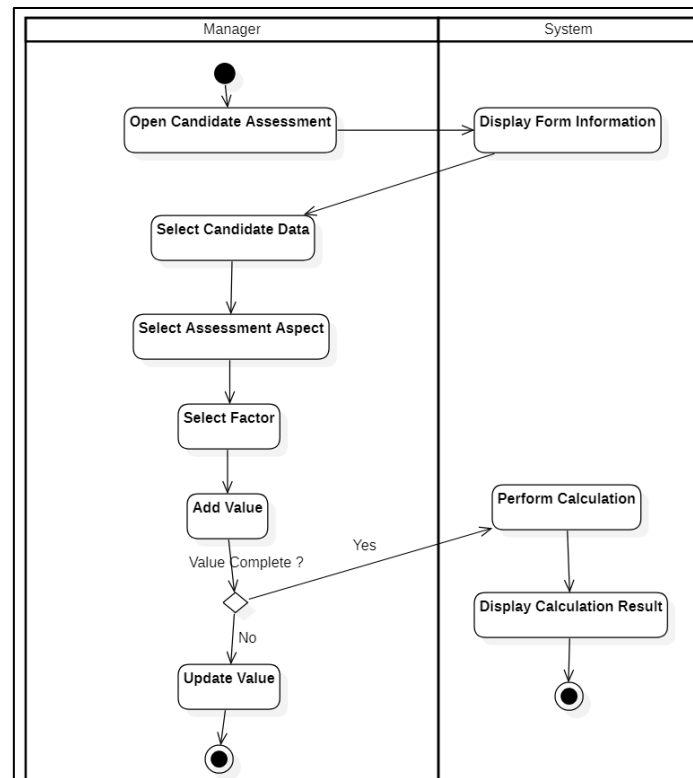 Manager
System
Open Candidate Assessment
Display Form Information
Select Candidate Data
Select Assessment Aspect
Select Factor
Add Value
Perform Calculation
Yes
Value Complete ?
Display Calculation Result
No
Update Value